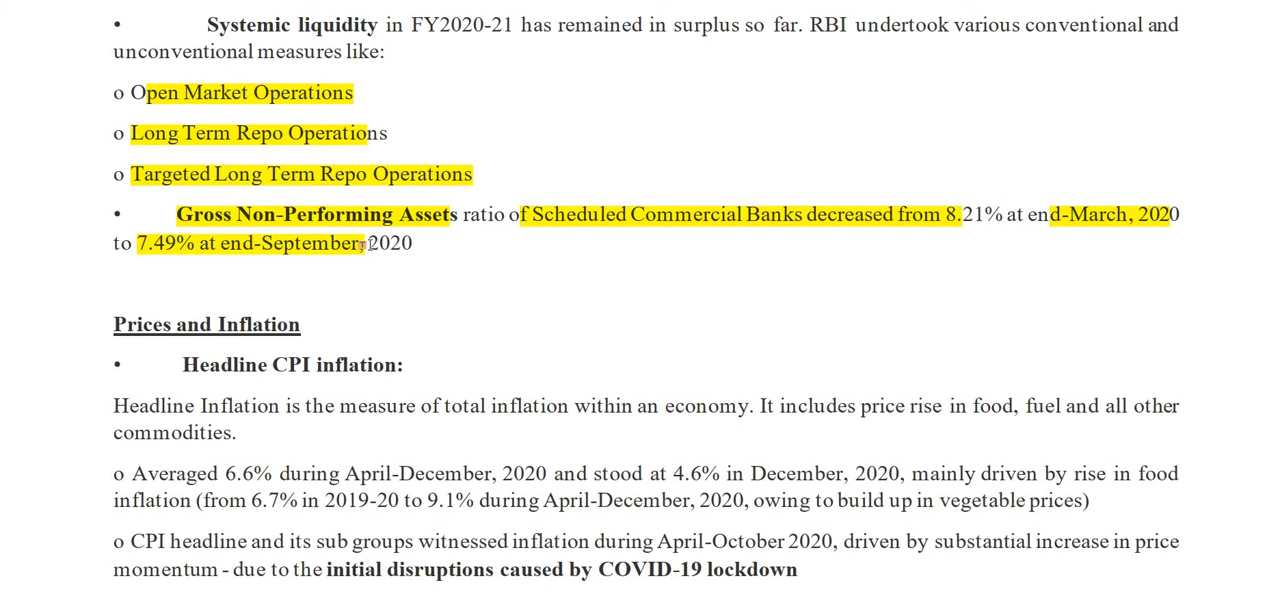 • Systemic liquidity in FY2020-21 has remained in surplus so far. RBI undertook various conventional and
unconventional measures like:
o Open Market Operations
o Long Term Repo Operations
o Targeted Long Term Repo Operations
• Gross Non-Performing Assets ratio of Scheduled Commercial Banks decreased from 8.21% at end-March, 2020
to 7.49% at end-September, 2020
Prices and Inflation
• Headline CPI inflation:
Headline Inflation is the measure of total inflation within an economy. It includes price rise in food, fuel and all other
commodities.
o Averaged 6.6% during April-December, 2020 and stood at 4.6% in December, 2020, mainly driven by rise in food
inflation (from 6.7% in 2019-20 to 9.1% during April-December, 2020, owing to build up in vegetable prices)
o CPI headline and its sub groups witnessed inflation during April-October 2020, driven by substantial increase in price
momentum - due to the initial disruptions caused by COVID-19 lockdown